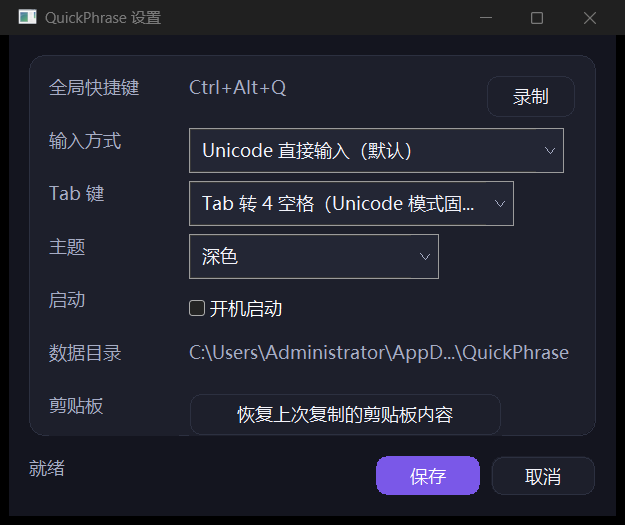 QuickPhrase 设置
全局快捷键 Ctrl+Alt+Q 录制
输入方式 Unicode 直接输入（默认）
Tab 键 Tab 转 4 空格（Unicode 模式固...
主题 深色
启动 开机启动
数据目录 C:\Users\Administrator\AppD...\QuickPhrase
剪贴板 恢复上次复制的剪贴板内容
就绪 保存 取消